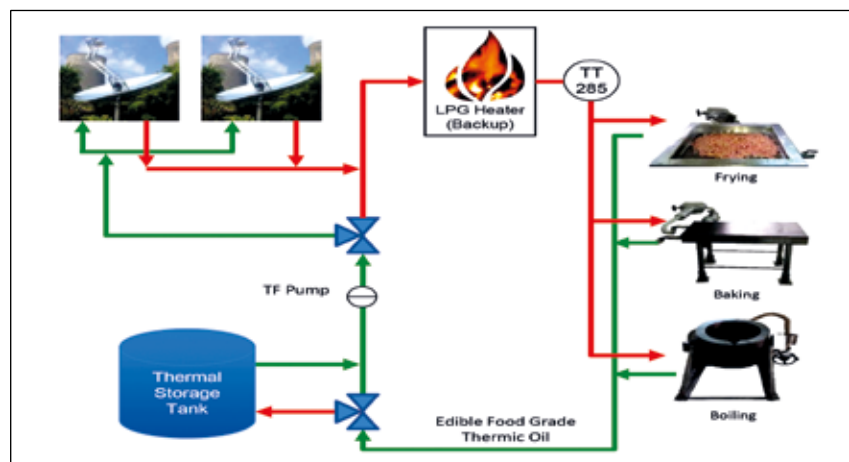 LPG Heater
(Backup)
TT
285
Frying
TF Pump
Baking
Thermal
Storage
Tank
Edible Food Grade
Thermic Oil
Boiling